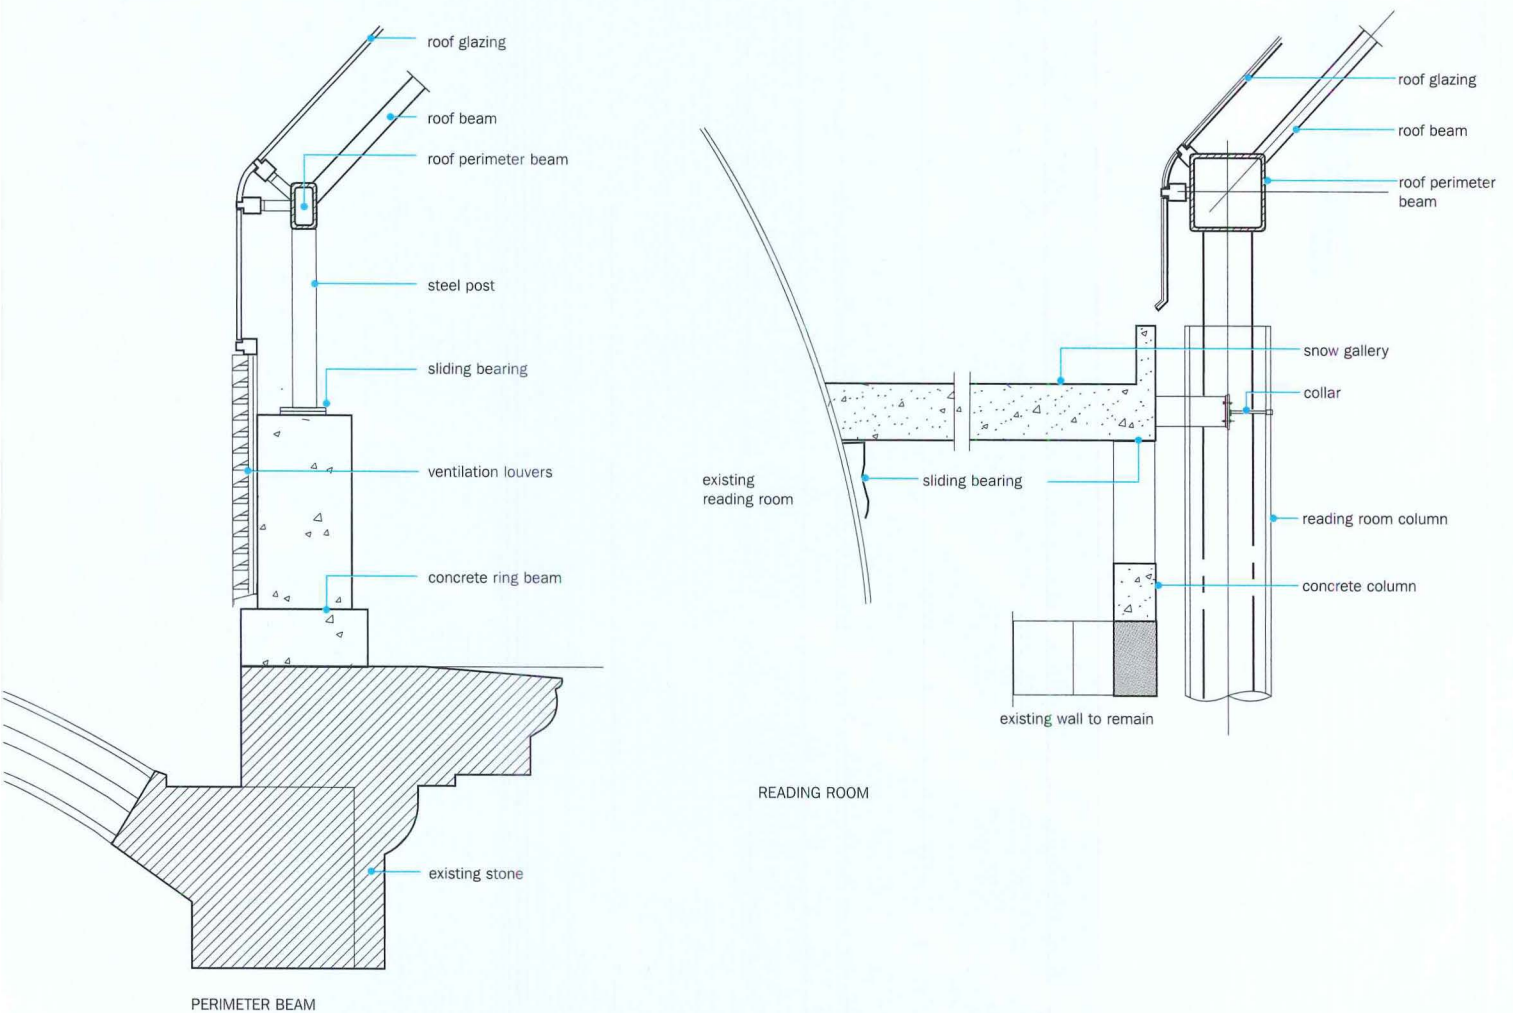 roof glazing
roof beam
roof perimeter beam
steel post
sliding bearing
ventilation louvers
concrete ring beam
existing stone
PERIMETER BEAM
roof glazing
roof beam
roof perimeter
beam
snow gallery
collar
existing
reading room
sliding bearing
reading room column
concrete column
existing wall to remain
READING ROOM